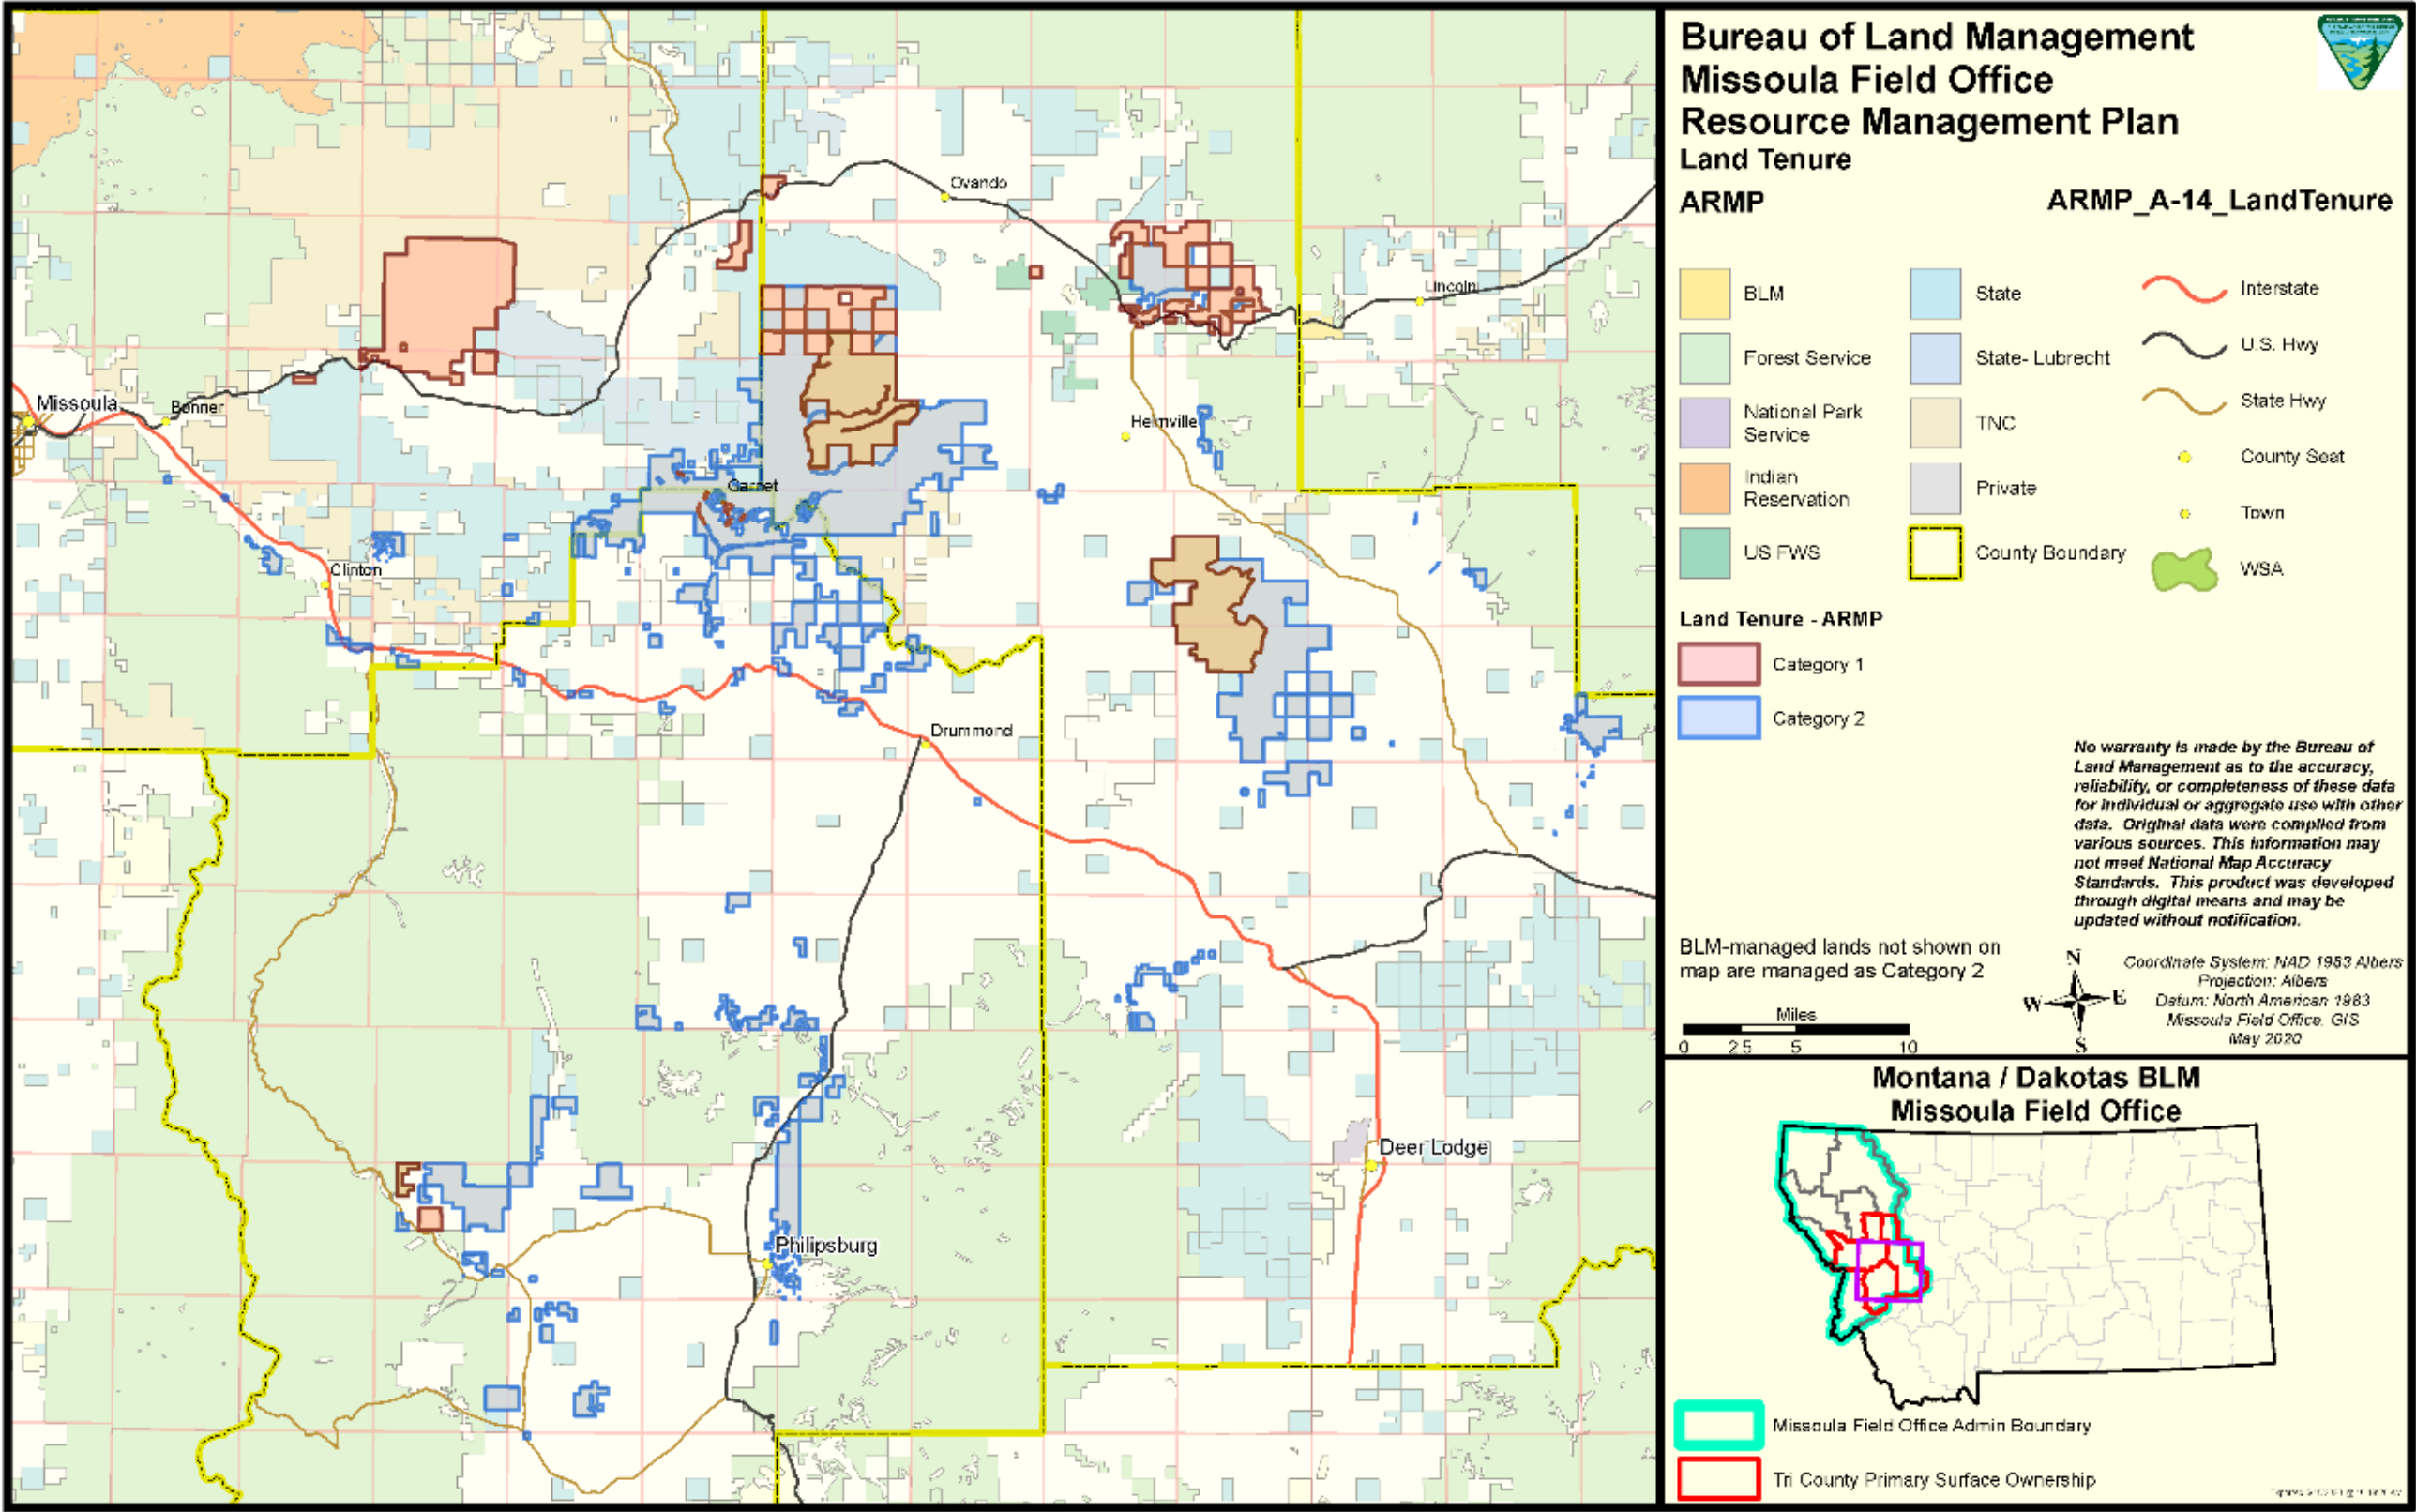 Bureau of Land Management
Missoula Field Office
Resource Management Plan
Land Tenure
ARMP
ARMP_A-14_LandTenure
BLM
Forest Service
National Park
Service
Indian
Reservation
US FWS
State
State- Lubrecht
TNC
Private
County Boundary
Interstate
U.S. Hwy
State Hwy
County Seat
Town
WSA
Land Tenure - ARMP
Category 1
Category 2
No warranty is made by the Bureau of
Land Management as to the accuracy,
reliability, or completeness of these data
for individual or aggregate use with other
data. Original data were compiled from
various sources. This information may
not meet National Map Accuracy
Standards. This product was developed
through digital means and may be
updated without notification.
BLM-managed lands not shown on
map are managed as Category 2
Miles
0 2.5 5 10
N
W E
S
Coordinate System: NAD 1983 Albers
Projection: Albers
Datum: North American 1983
Missoula Field Office, GIS
May 2020
Montana / Dakotas BLM
Missoula Field Office
Missoula Field Office Admin Boundary
Tri County Primary Surface Ownership
Ovando
Lincoln
Missoula
Bonner
Helmville
Garnet
Clinton
Drummond
Deer Lodge
Philipsburg